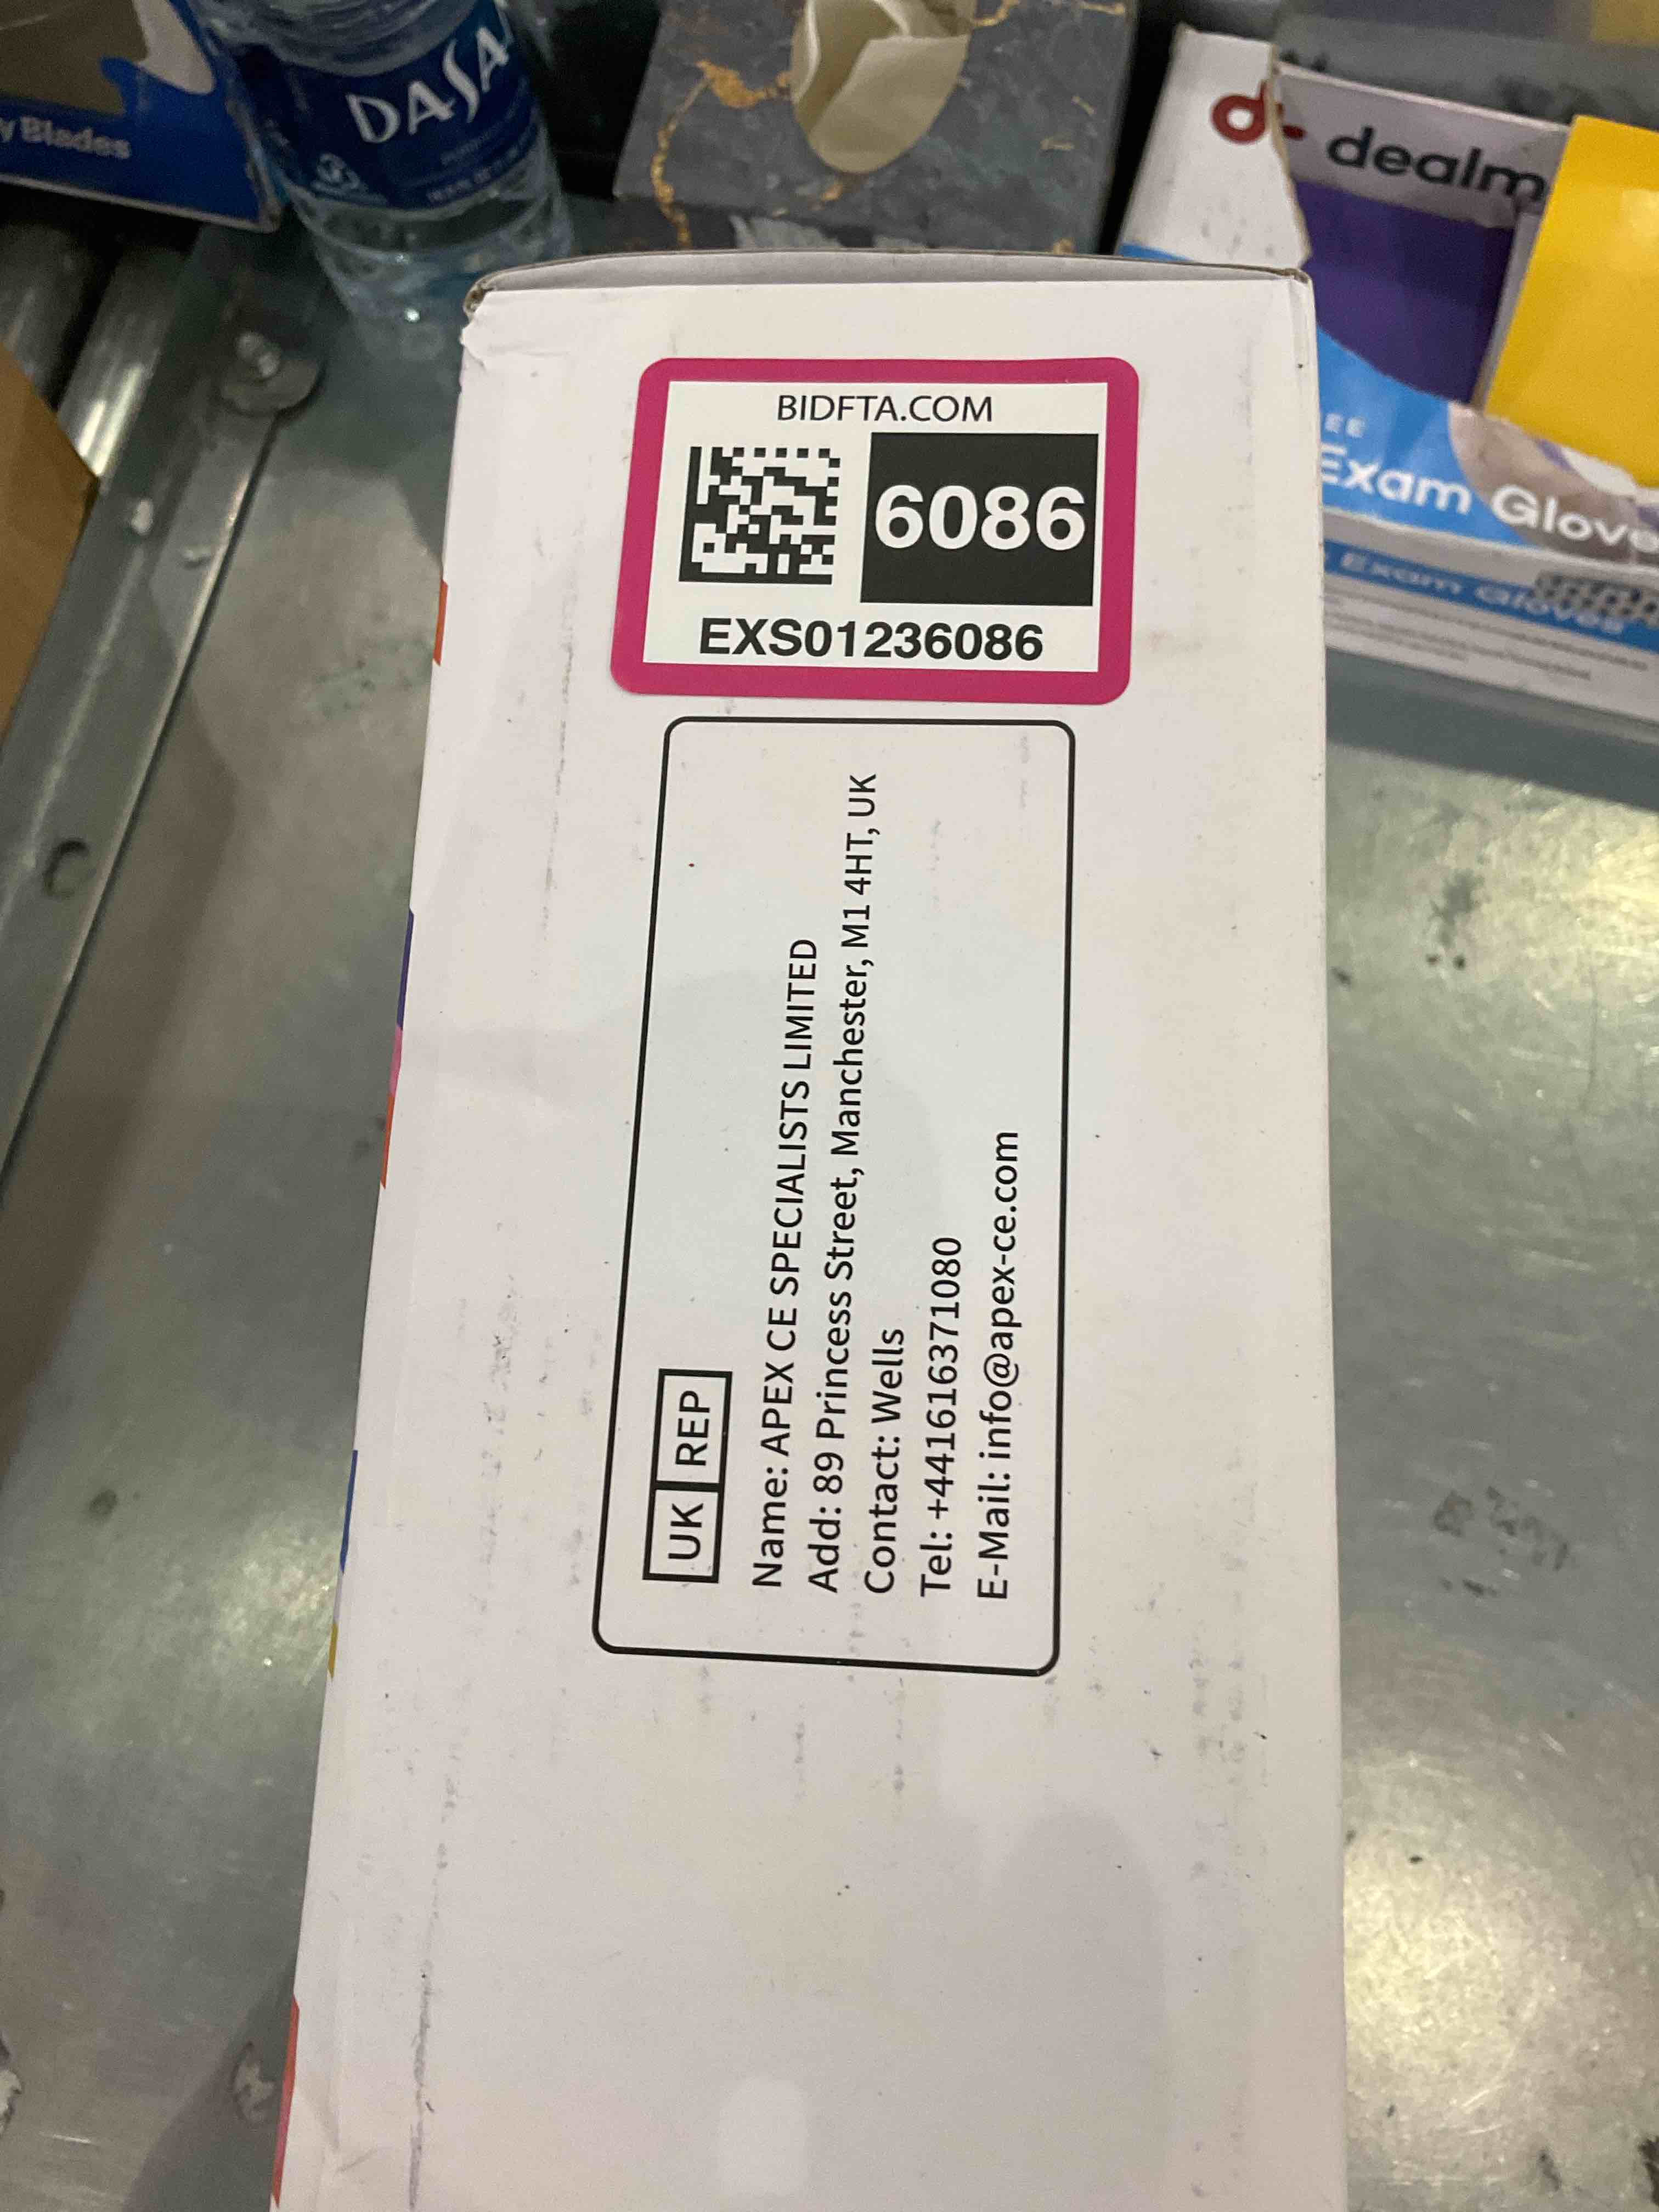 Blades
DASA
dealm
EE
Exam Glove
Exam Gloves
BIDFTA.COM
6086
EXS01236086
UK REP
Name: APEX CE SPECIALISTS LIMITED
Add: 89 Princess Street, Manchester, M1 4HT, UK
Contact: Wells
Tel: +441616371080
E-Mail: info@apex-ce.com